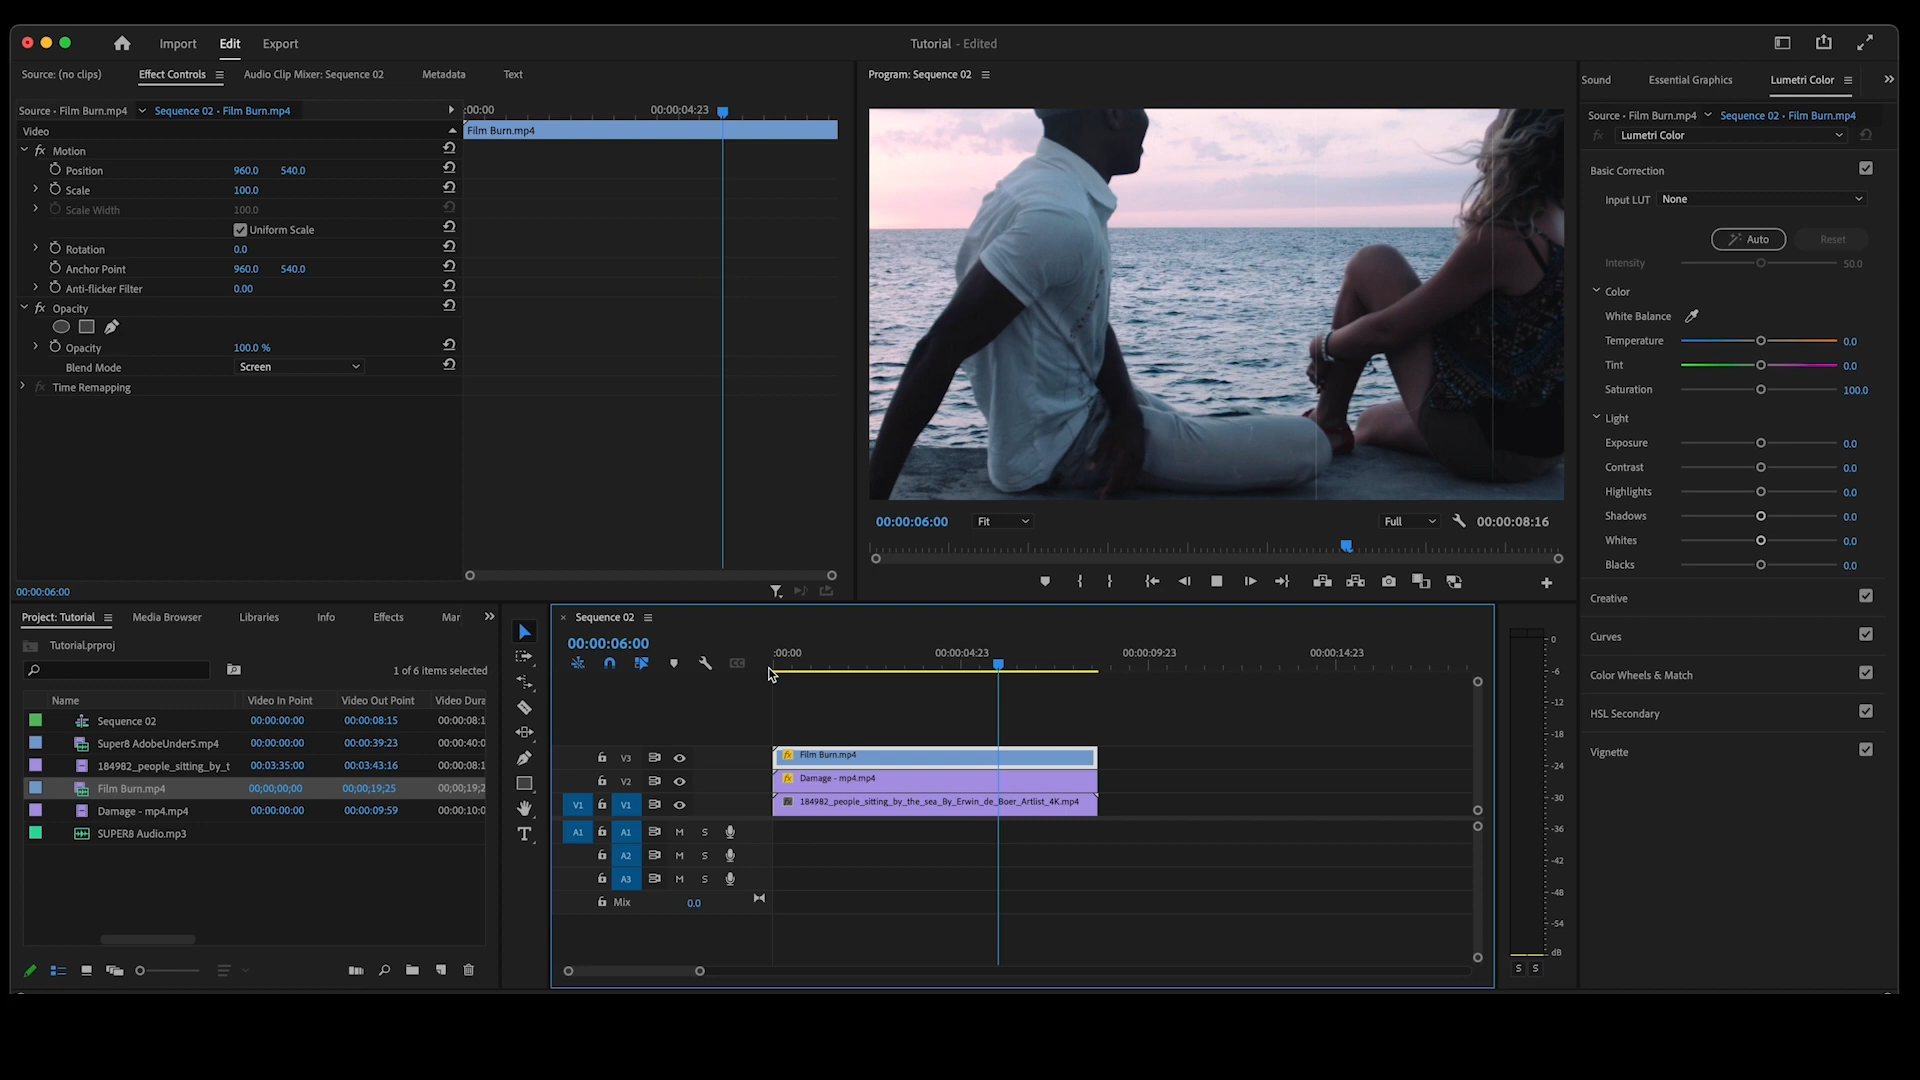 Import
Edit
Export
Tutorial - Edited
Source: (no clips)
Effect Controls
Audio Clip Mixer: Sequence 02
Metadata
Text
Source • Film Burn.mp4
Sequence 02 • Film Burn.mp4
:00:00
00:00:04:23
Video
Film Burn.mp4
fx Motion
Position 960.0 540.0
Scale 100.0
Scale Width 100.0
Uniform Scale
Rotation 0.0
Anchor Point 960.0 540.0
Anti-flicker Filter 0.00
fx Opacity
Opacity 100.0 %
Blend Mode Screen
fx Time Remapping
00:00:06:00
Program: Sequence 02
00:00:06:00
Fit
Full
00:00:08:16
Sound
Essential Graphics
Lumetri Color
Source • Film Burn.mp4
Sequence 02 • Film Burn.mp4
fx Lumetri Color
Basic Correction
Input LUT None
Auto
Reset
Intensity 50.0
Color
White Balance
Temperature 0.0
Tint 0.0
Saturation 100.0
Light
Exposure 0.0
Contrast 0.0
Highlights 0.0
Shadows 0.0
Whites 0.0
Blacks 0.0
Creative
Curves
Color Wheels & Match
HSL Secondary
Vignette
Project: Tutorial
Media Browser
Libraries
Info
Effects
Mar
Tutorial.prproj
1 of 6 items selected
Name Video In Point Video Out Point Video Dura
Sequence 02 00:00:00:00 00:00:08:15 00:00:08:1
Super8 AdobeUnder5.mp4 00:00:00:00 00:00:39:23 00:00:40:0
184982_people_sitting_by_t 00:03:35:00 00:03:43:16 00:00:08:1
Film Burn.mp4 00;00;00;00 00;00;19;25 00;00;19;2
Damage - mp4.mp4 00:00:00:00 00:00:09:59 00:00:10:0
SUPER8 Audio.mp3
Sequence 02
00:00:06:00
:00:00
00:00:04:23
00:00:09:23
00:00:14:23
V3
fx Film Burn.mp4
V2
fx Damage - mp4.mp4
V1 V1
fx 184982_people_sitting_by_the_sea_By_Erwin_de_Boer_Artlist_4K.mp4
A1 A1 M S
A2 M S
A3 M S
Mix 0.0
0
-6
-12
-18
-24
-30
-36
-42
-48
-54
dB
S S